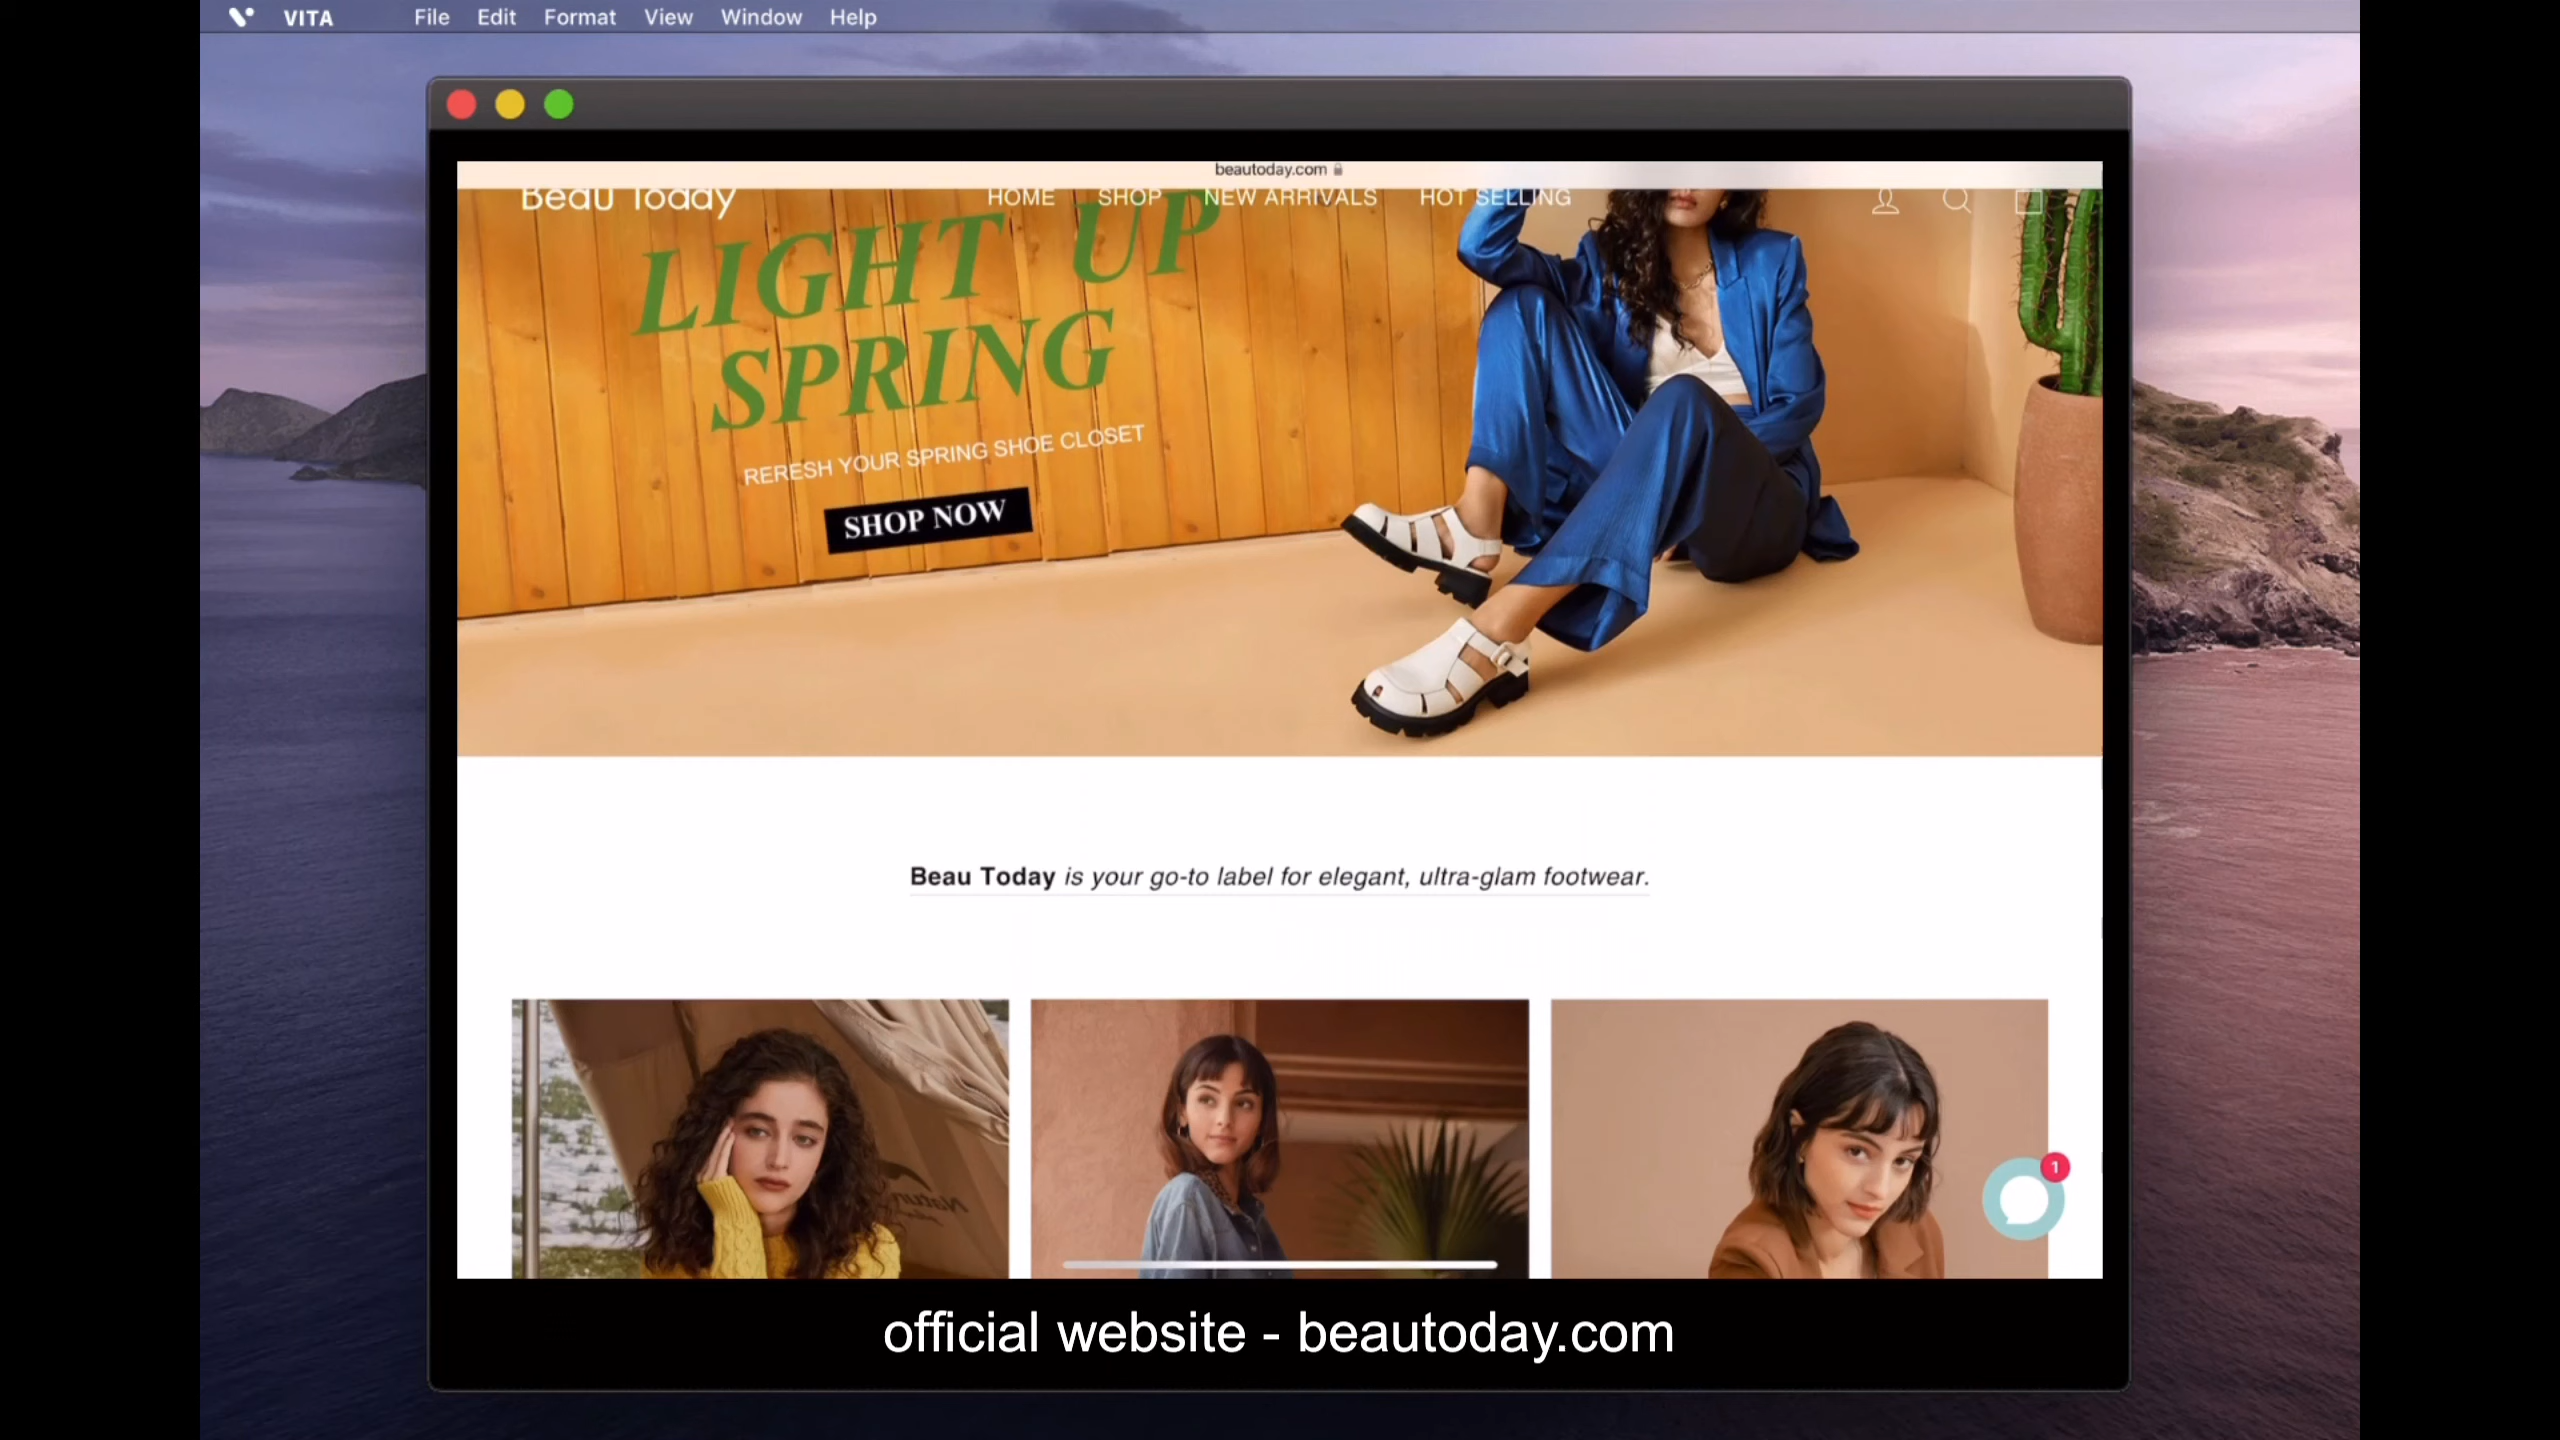 VITA File Edit Format View Window Help
beautoday.com
Beau Today HOME SHOP NEW ARRIVALS HOT SELLING
LIGHT UP
SPRING
RERESH YOUR SPRING SHOE CLOSET
SHOP NOW
Beau Today is your go-to label for elegant, ultra-glam footwear.
1
official website - beautoday.com